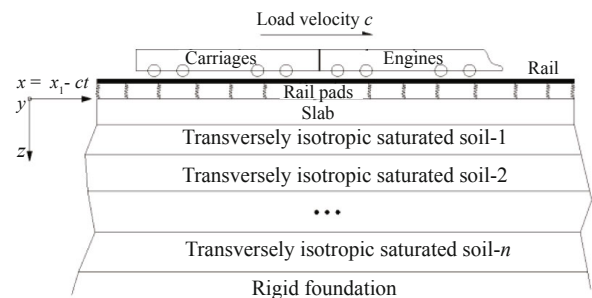 Load velocity c
Carriages Engines
Rail
x = x₁- ct
Rail pads
y
Slab
z
Transversely isotropic saturated soil-1
Transversely isotropic saturated soil-2
•••
Transversely isotropic saturated soil-n
Rigid foundation